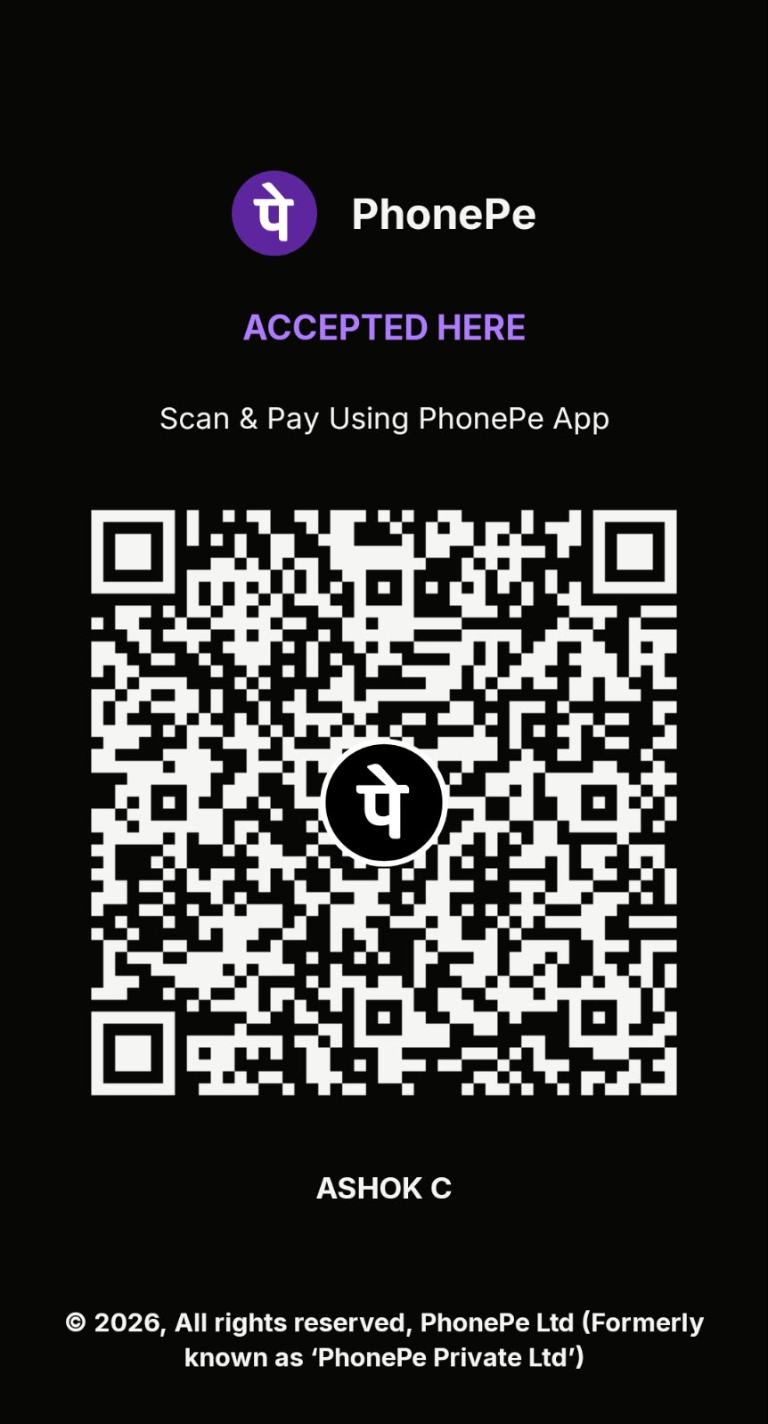 पे PhonePe
ACCEPTED HERE
Scan & Pay Using PhonePe App
पे
ASHOK C
© 2026, All rights reserved, PhonePe Ltd (Formerly
known as ‘PhonePe Private Ltd’)